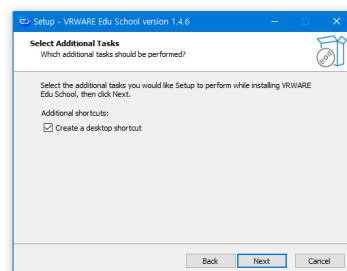 Setup - VRWARE Edu School version 1.4.6
Select Additional Tasks
Which additional tasks should be performed?
Select the additional tasks you would like Setup to perform while installing VRWARE
Edu School, then click Next.
Additional shortcuts:
Create a desktop shortcut
Back Next Cancel